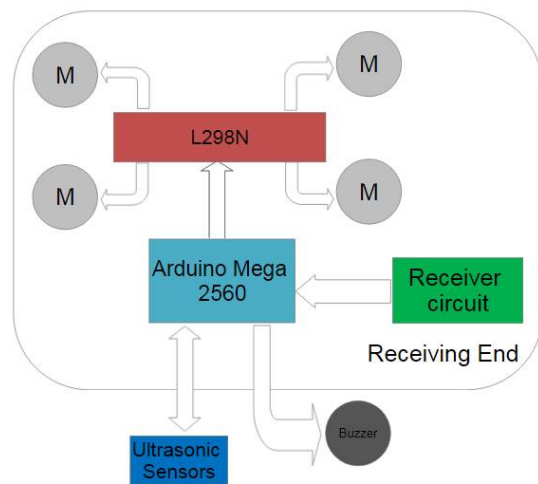 M
M
L298N
M
M
Arduino Mega
2560
Receiver
circuit
Receiving End
Ultrasonic
Sensors
Buzzer